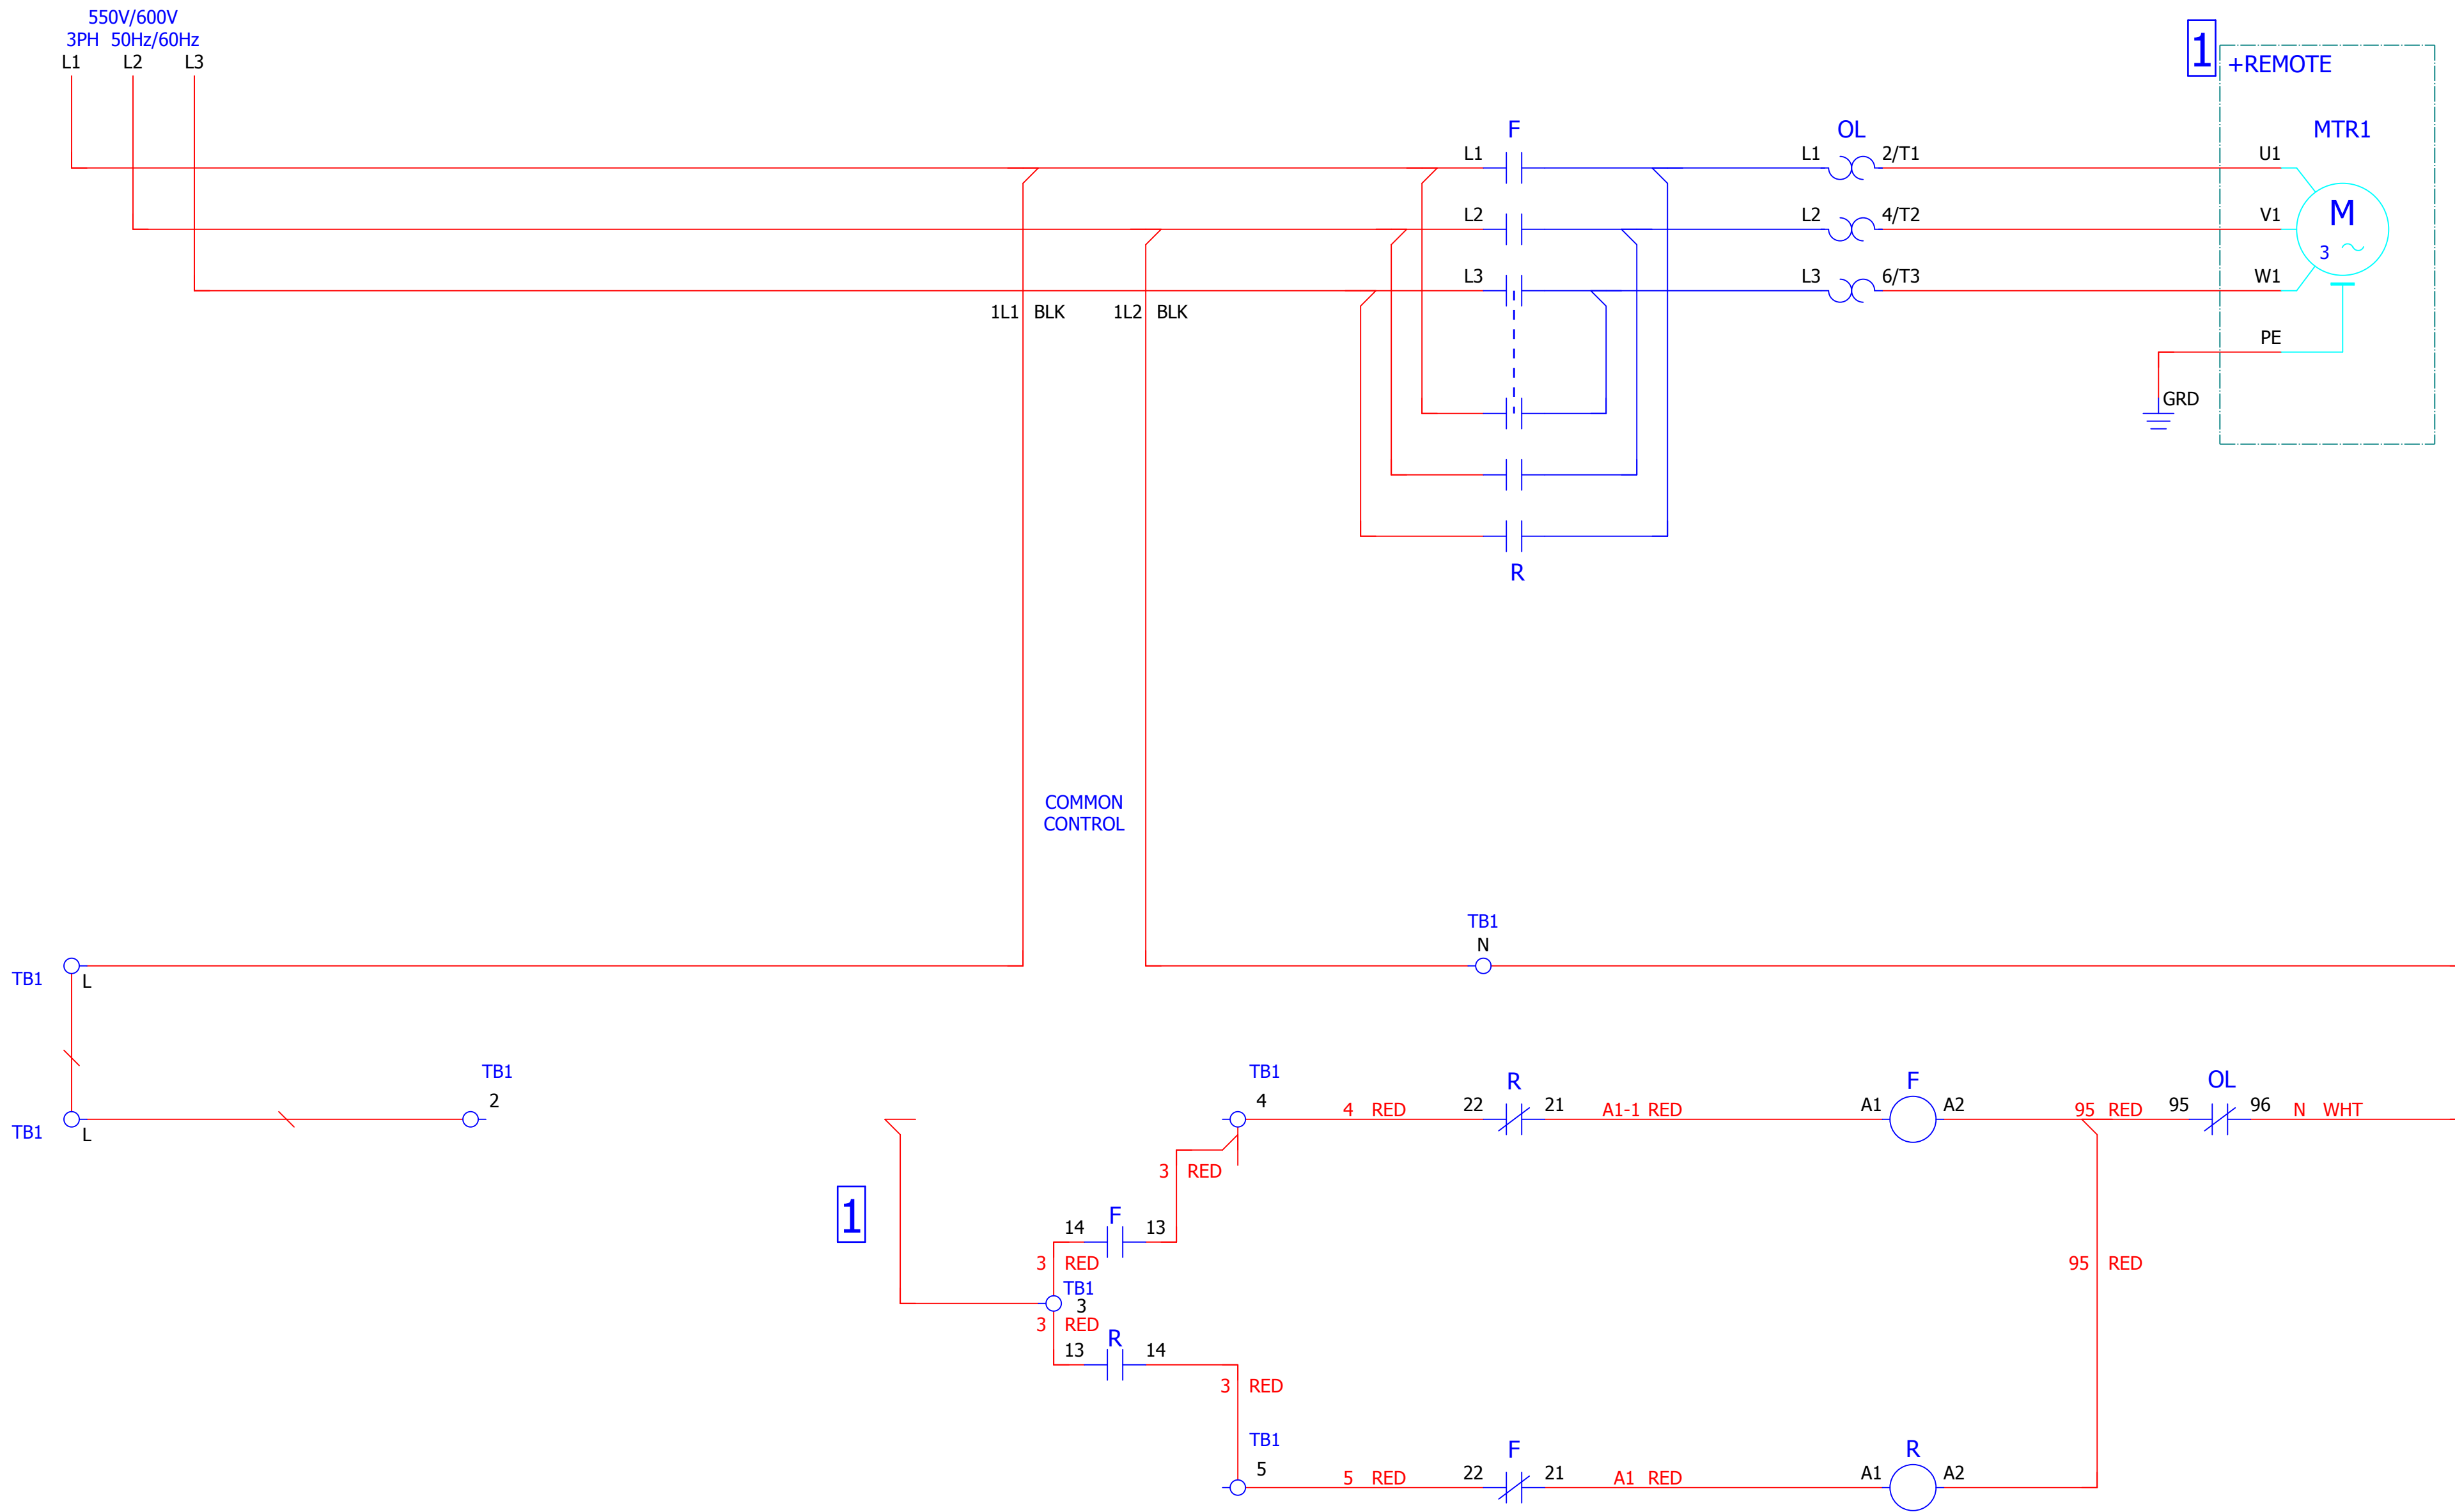 550V/600V
3PH 50Hz/60Hz
L1 L2 L3
1
+REMOTE
F OL MTR1
L1 L1 2/T1 U1
L2 L2 4/T2 V1
M
3
L3 L3 6/T3 W1
1L1 BLK 1L2 BLK
PE
GRD
R
COMMON
CONTROL
TB1
N
TB1 L
TB1 TB1
2 4
R F OL
4 RED 22 21 A1-1 RED A1 A2 95 RED 95 96 N WHT
TB1 L
3 RED
1
F
14 13
3 RED 95 RED
TB1
3
3 RED
R
13 14
3 RED
TB1
5
F R
5 RED 22 21 A1 RED A1 A2